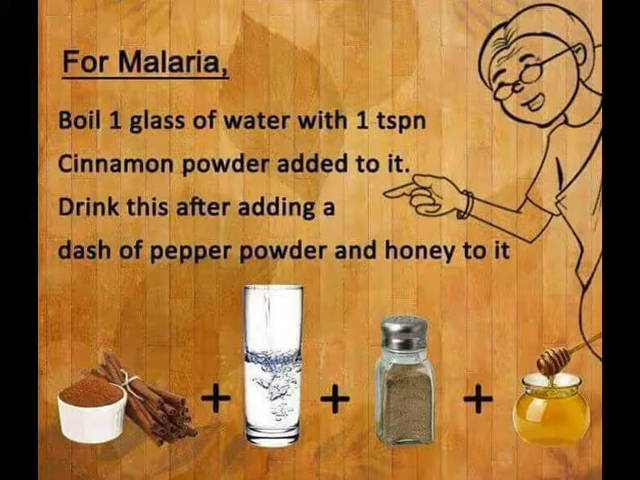 For Malaria,
Boil 1 glass of water with 1 tspn
Cinnamon powder added to it.
Drink this after adding a
dash of pepper powder and honey to it
+ + +